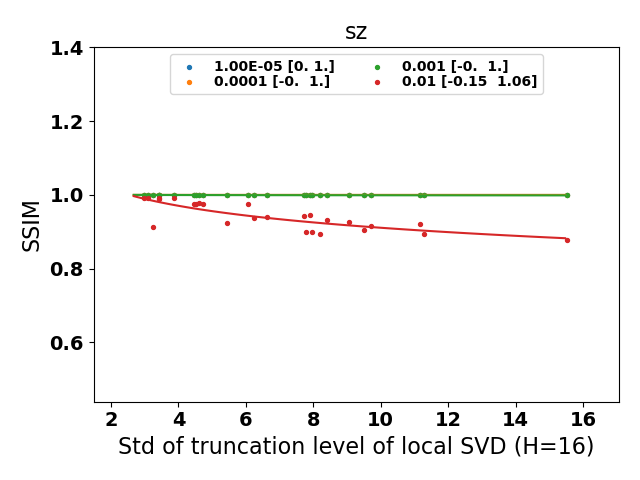 sz
1.4
1.00E-05 [0. 1.]
0.0001 [-0.  1.]
0.001 [-0.  1.]
0.01 [-0.15  1.06]
1.2
1.0
0.8
0.6
SSIM
2 4 6 8 10 12 14 16
Std of truncation level of local SVD (H=16)